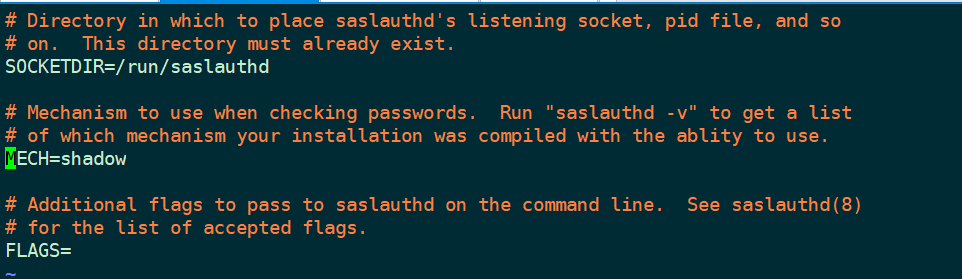 # Directory in which to place saslauthd's listening socket, pid file, and so
# on.  This directory must already exist.
SOCKETDIR=/run/saslauthd
# Mechanism to use when checking passwords.  Run "saslauthd -v" to get a list
# of which mechanism your installation was compiled with the ablity to use.
MECH=shadow
# Additional flags to pass to saslauthd on the command line.  See saslauthd(8)
# for the list of accepted flags.
FLAGS=
~